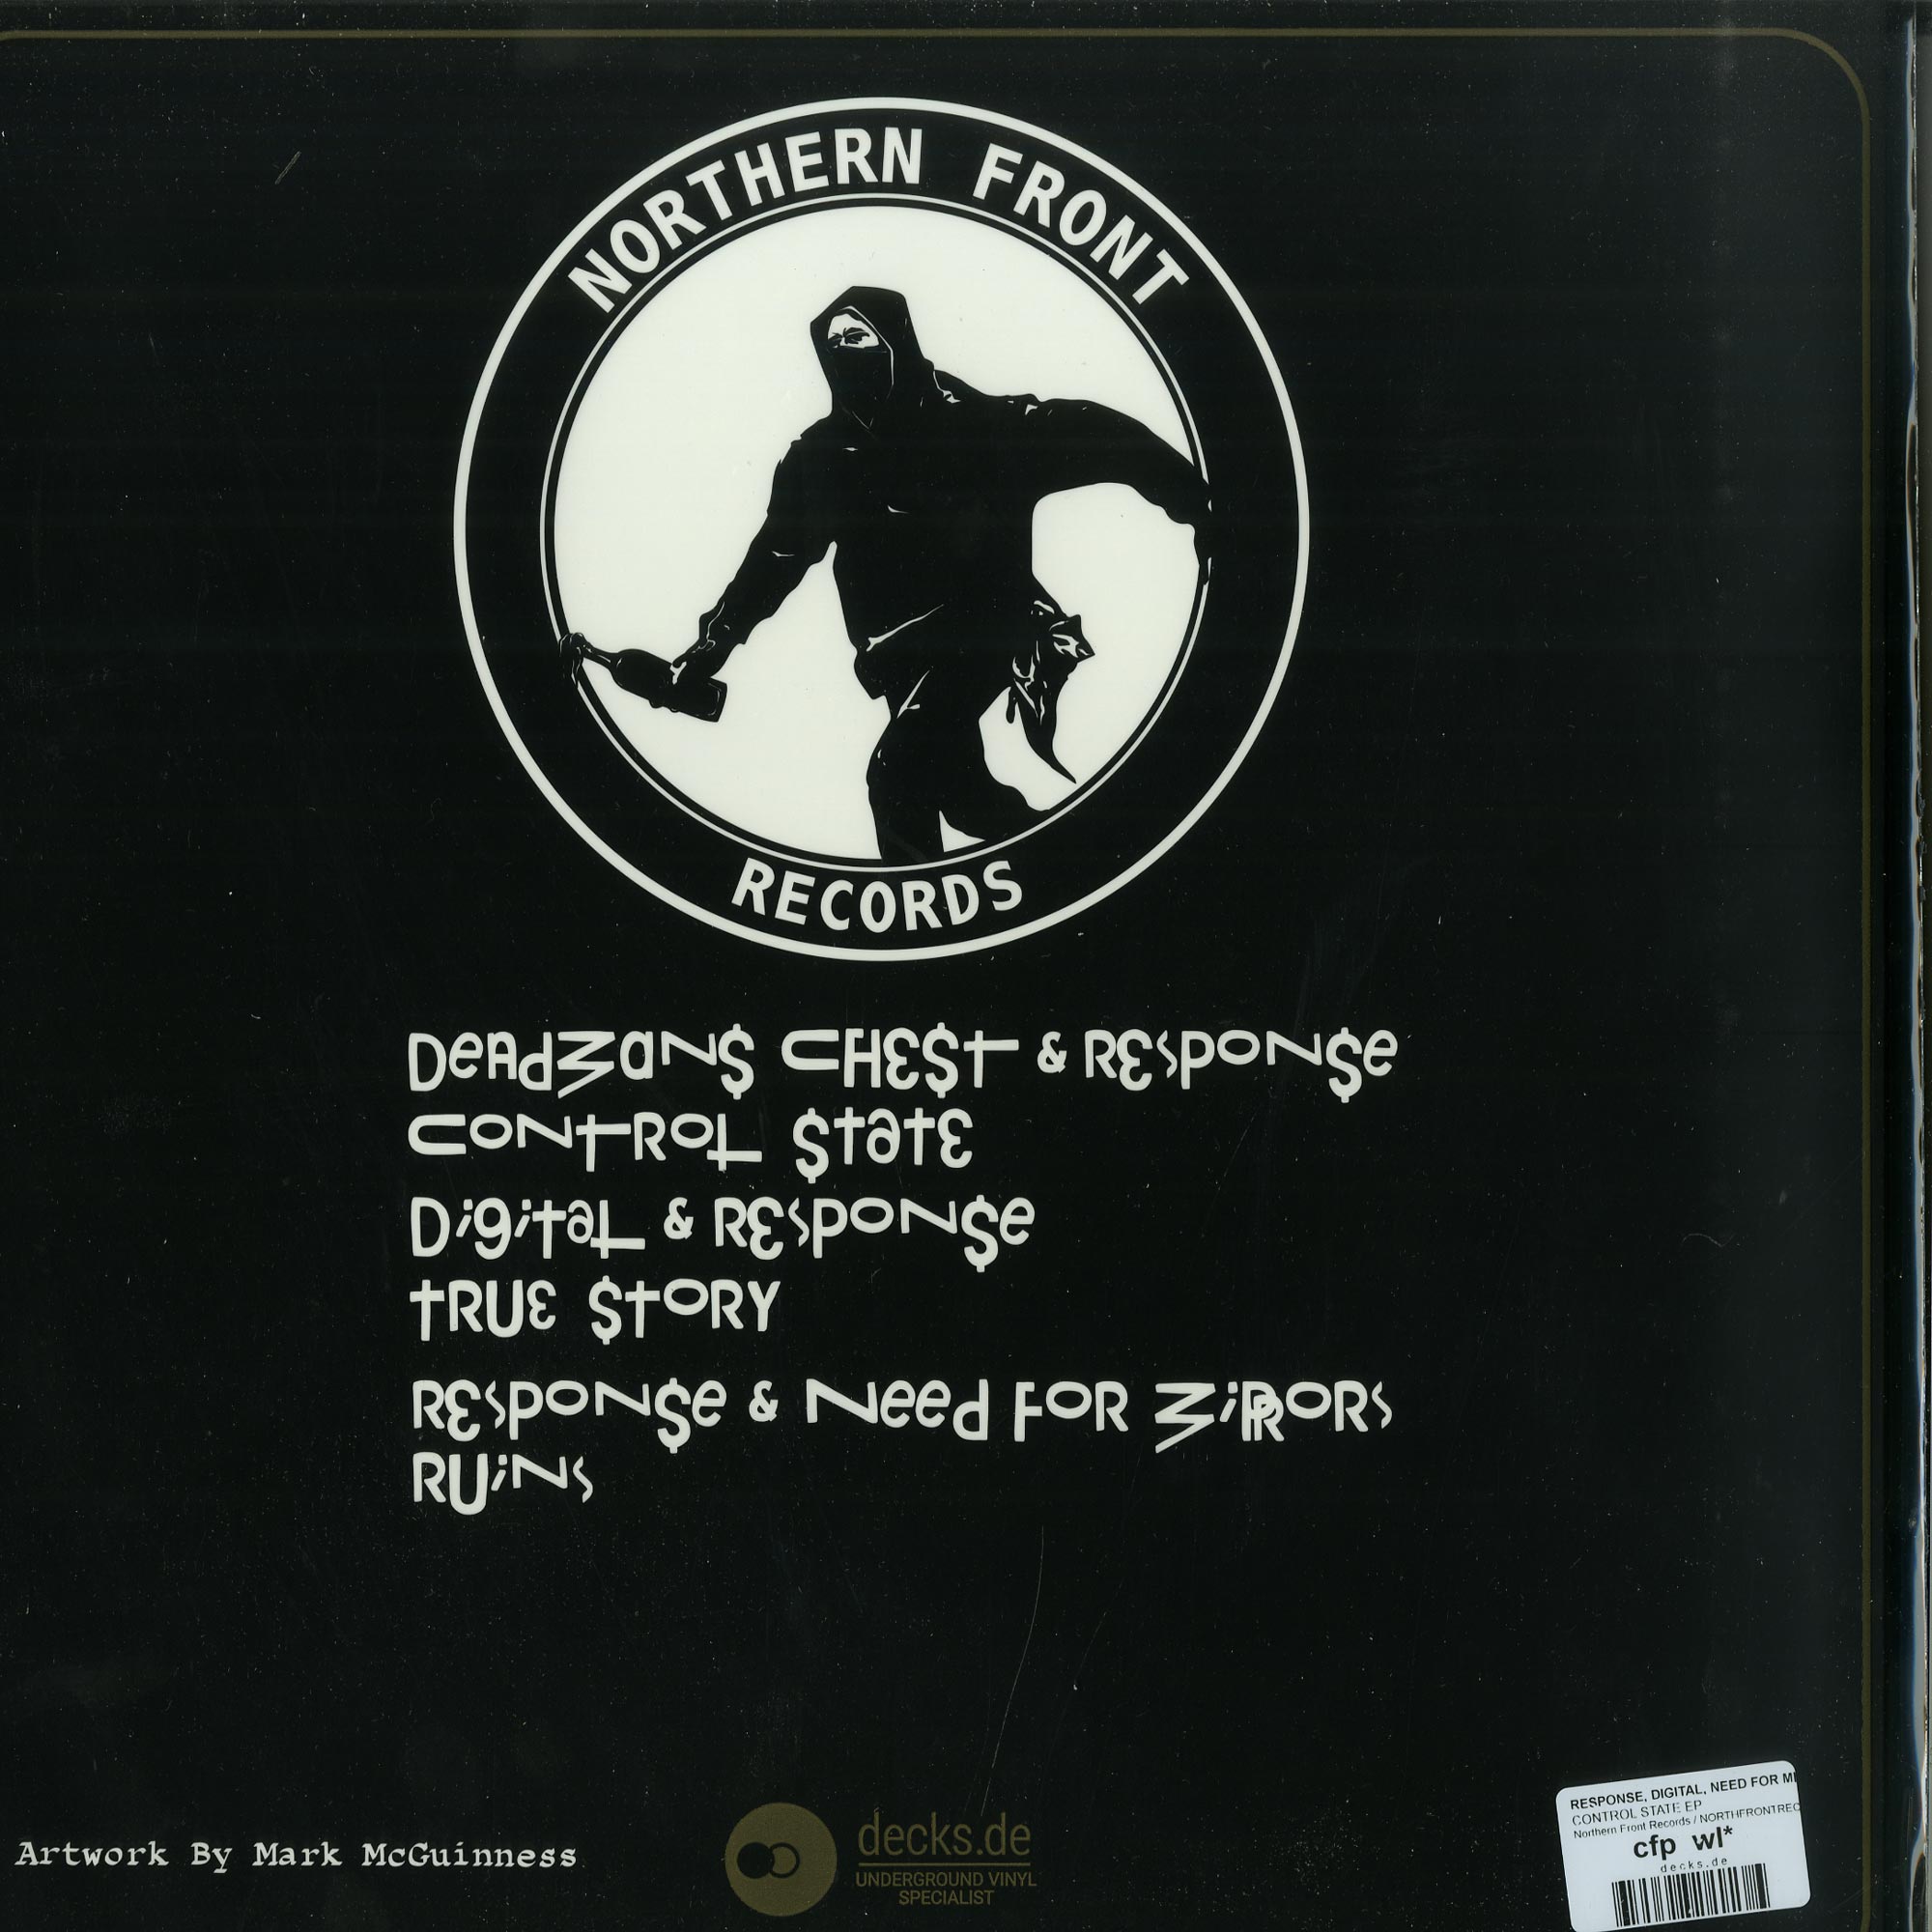 NORTHERN FRONT
RECORDS
DeadManS CHEST & RESPONSe
CONTROL State
Digital & RESPONSe
tRUE StORY
RESPONSe & Need FOR MiRRORS
RUiNS
Artwork By Mark McGuinness
decks.de
UNDERGROUND VINYL
SPECIALIST
RESPONSE, DIGITAL, NEED FOR
CONTROL STATE EP
Northern Front Records / NORTHFRONTREC
cfp wl*
decks.de